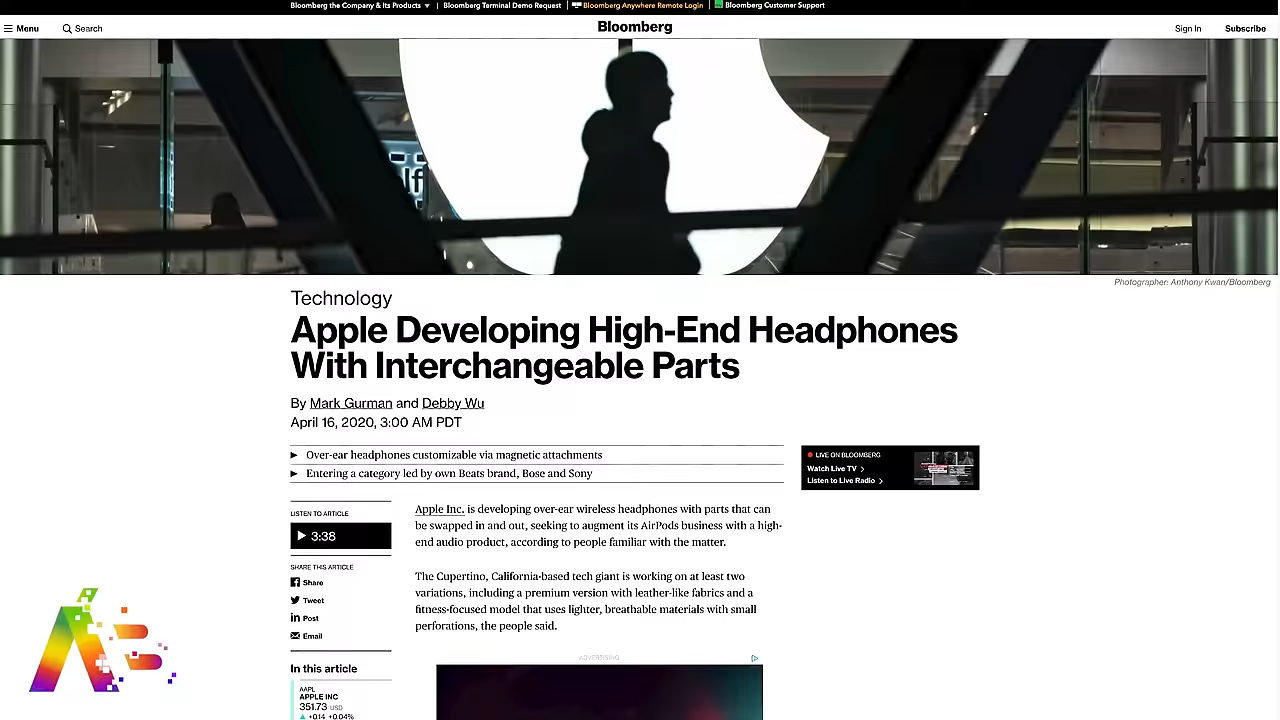 Bloomberg the Company & Its Products ▼ | Bloomberg Terminal Demo Request | Bloomberg Anywhere Remote Login | Bloomberg Customer Support
Menu Search Bloomberg Sign In Subscribe
Photographer: Anthony Kwan/Bloomberg
Technology
Apple Developing High-End Headphones
With Interchangeable Parts
By Mark Gurman and Debby Wu
April 16, 2020, 3:00 AM PDT
Over-ear headphones customizable via magnetic attachments
Entering a category led by own Beats brand, Bose and Sony
LIVE ON BLOOMBERG
Watch Live TV
Listen to Live Radio
LISTEN TO ARTICLE
3:38
SHARE THIS ARTICLE
Share
Tweet
Post
Email
In this article
AAPL
APPLE INC
351.73 USD
▲ +0.14 +0.04%
Apple Inc. is developing over-ear wireless headphones with parts that can
be swapped in and out, seeking to augment its AirPods business with a high-
end audio product, according to people familiar with the matter.
The Cupertino, California-based tech giant is working on at least two
variations, including a premium version with leather-like fabrics and a
fitness-focused model that uses lighter, breathable materials with small
perforations, the people said.
ADVERTISING